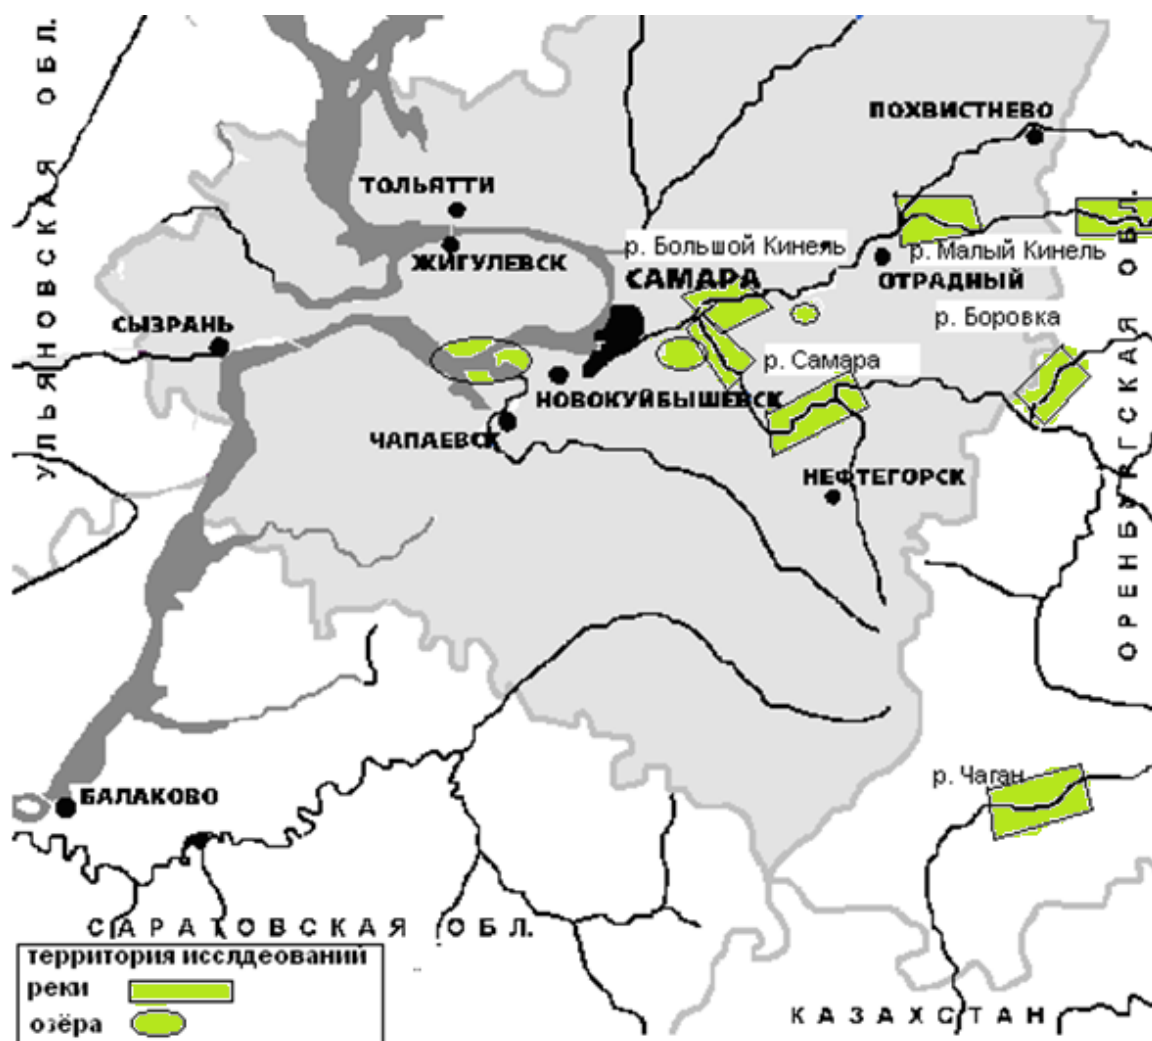 УЛЬЯНОВСКАЯ ОБЛ.
ПОХВИСТНЕВО
ТОЛЬЯТТИ
р. Большой Кинель
р. Малый Кинель
ЖИГУЛЕВСК
САМАРА
ОТРАДНЫЙ
СЫЗРАНЬ
р. Боровка
р. Самара
НОВОКУЙБЫШЕВСК
ЧАПАЕВСК
НЕФТЕГОРСК
ОРЕНБУРГСКАЯ ОБЛ.
р. Чаган
БАЛАКОВО
САРАТОВСКАЯ ОБЛ.
КАЗАХСТАН
территория исслдеований
реки
озёра